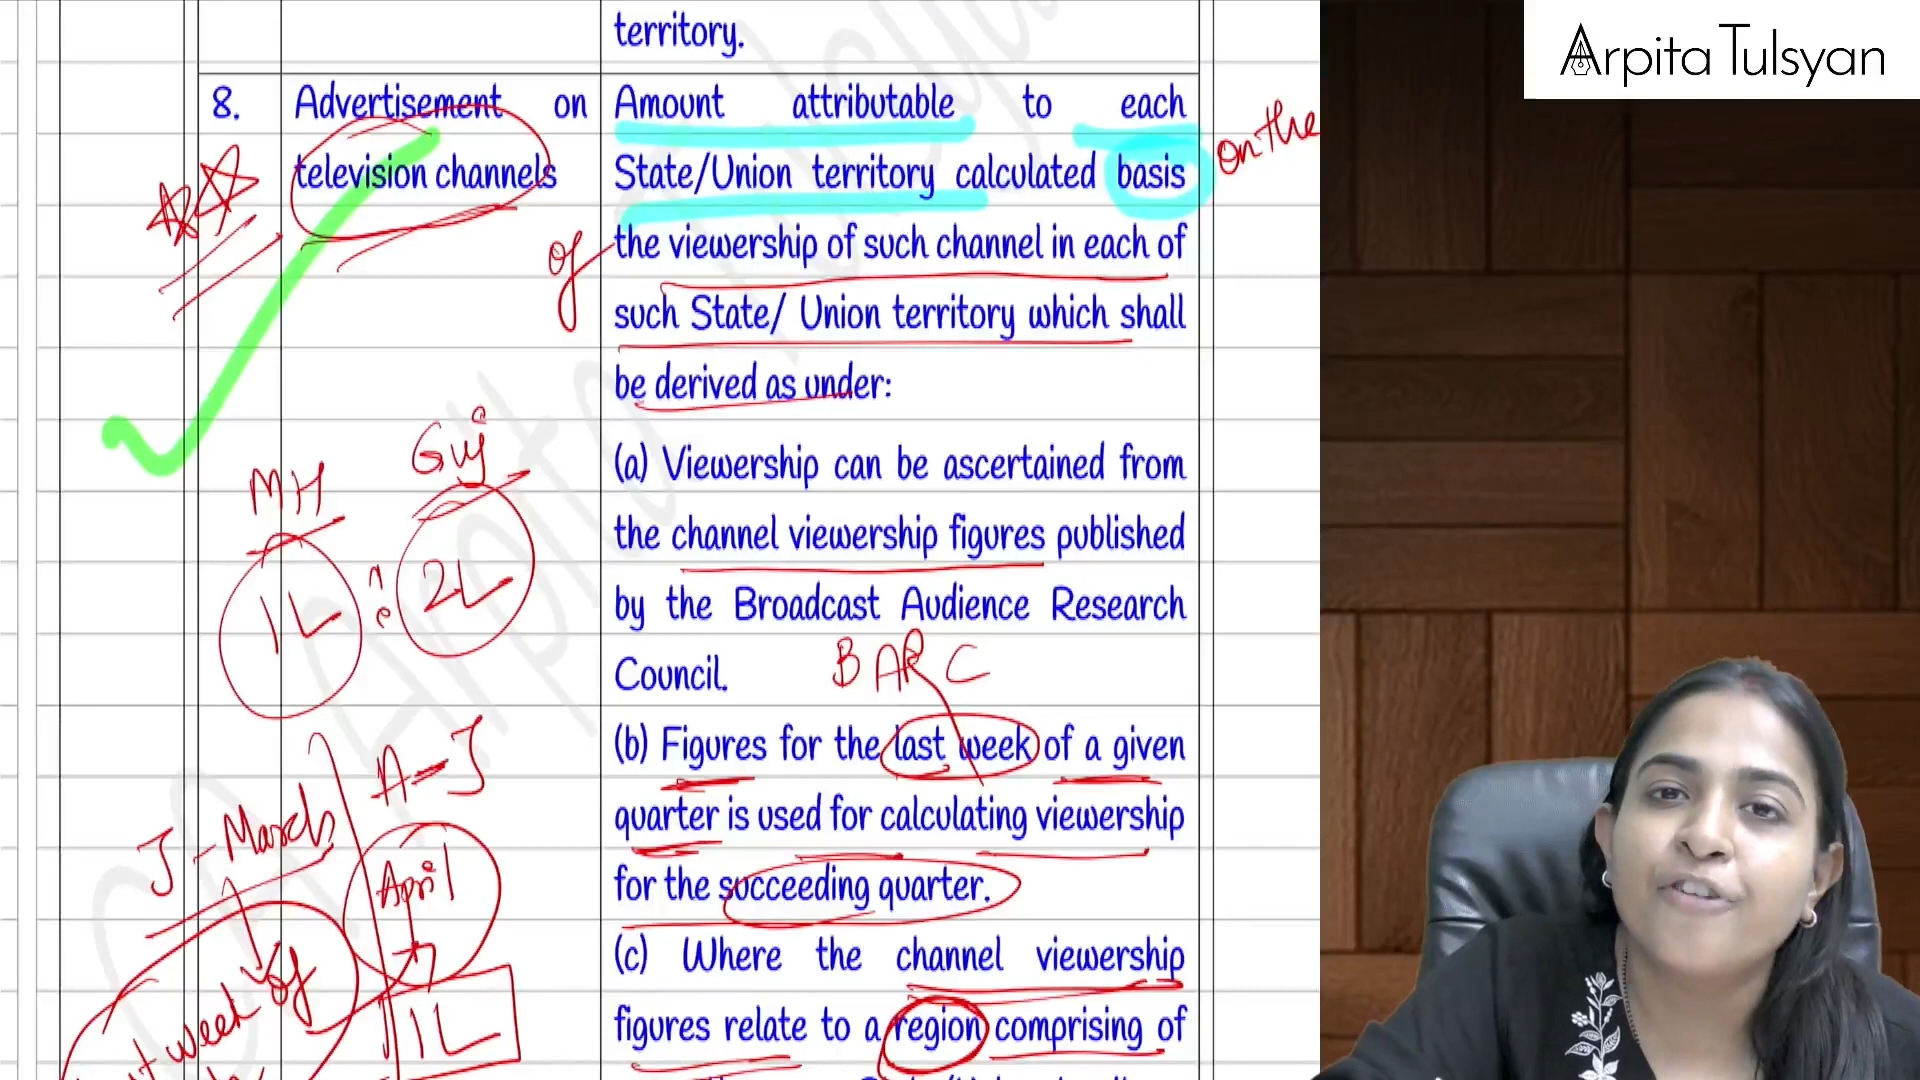 Arpita Tulsyan
territory.
8. Advertisement on Amount attributable to each
television channels State/Union territory calculated basis on the
of the viewership of such channel in each of
such State/ Union territory which shall
be derived as under:
MH Guj
(a) Viewership can be ascertained from
the channel viewership figures published
1L : 2L by the Broadcast Audience Research
Council. BARC
(b) Figures for the last week of a given
J-March A-J
quarter is used for calculating viewership
April for the succeeding quarter.
week of (c) Where the channel viewership
1L figures relate to a region comprising of